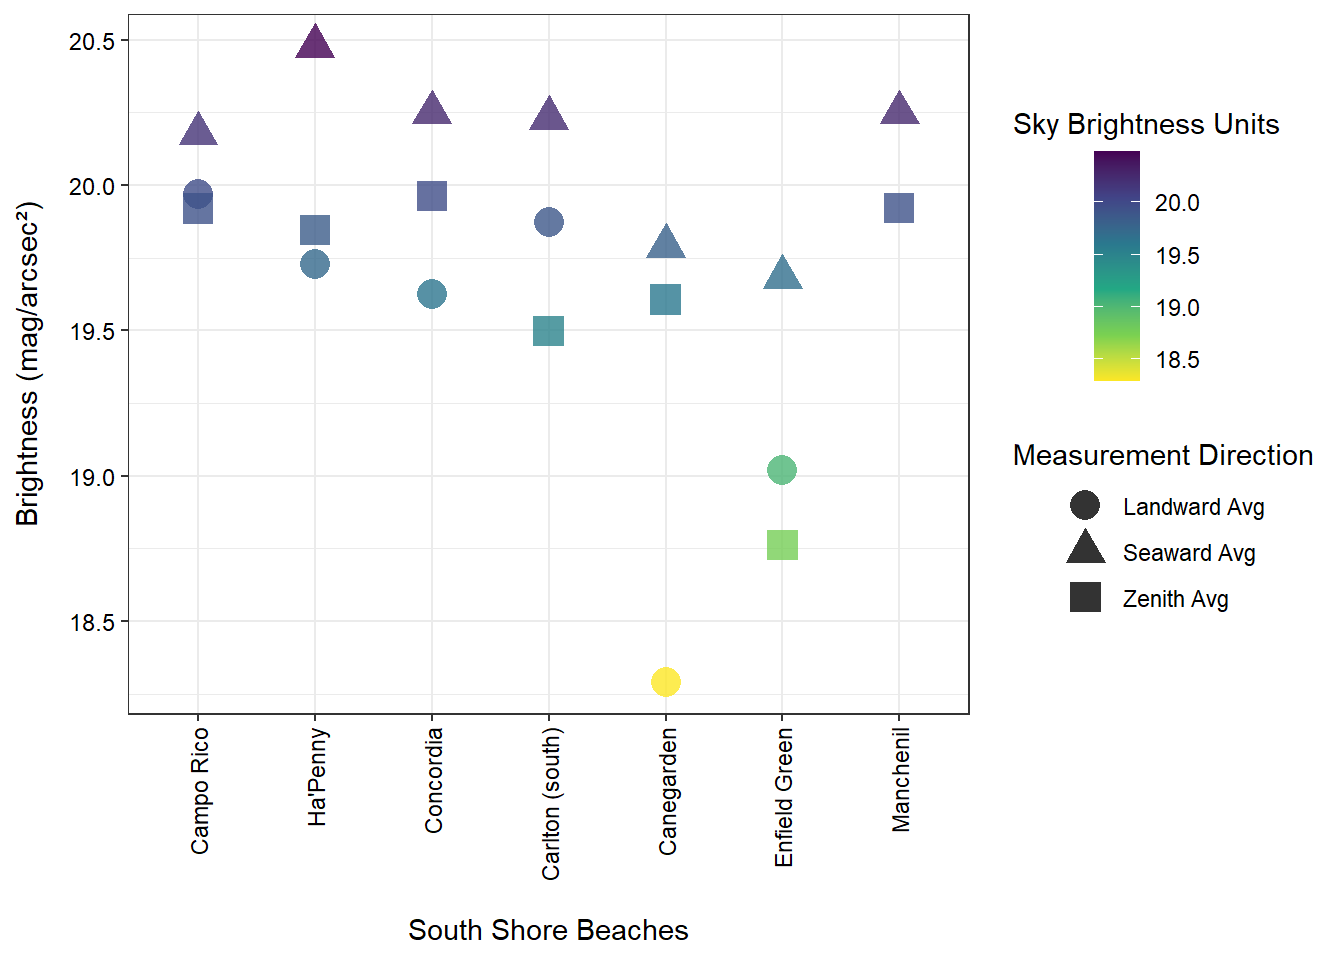 20.5
20.0
19.5
19.0
18.5
Brightness (mag/arcsec²)
Campo Rico
Ha'Penny
Concordia
Carlton (south)
Canegarden
Enfield Green
Manchenil
South Shore Beaches
Sky Brightness Units
20.0
19.5
19.0
18.5
Measurement Direction
Landward Avg
Seaward Avg
Zenith Avg